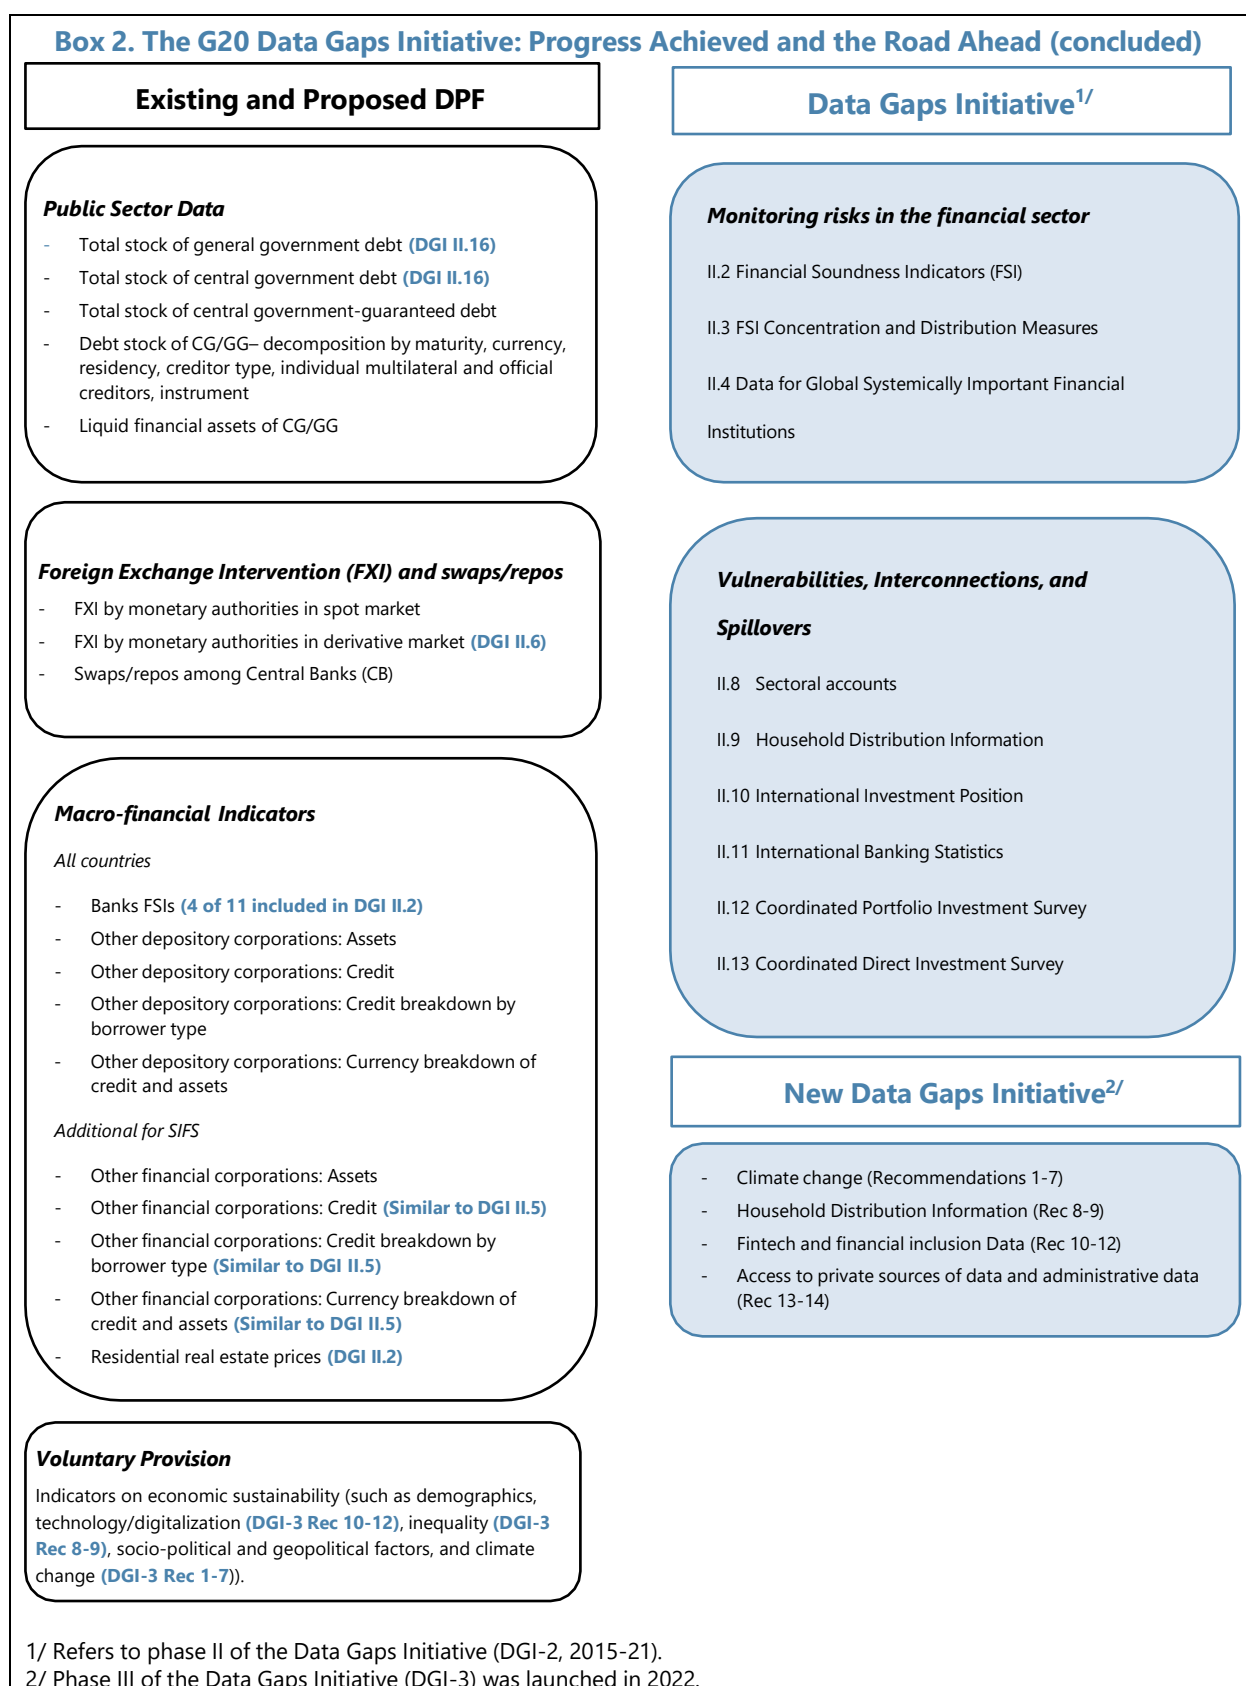 Box 2. The G20 Data Gaps Initiative: Progress Achieved and the Road Ahead (concluded)
Existing and Proposed DPF
Public Sector Data
- Total stock of general government debt (DGI II.16)
- Total stock of central government debt (DGI II.16)
- Total stock of central government-guaranteed debt
- Debt stock of CG/GG– decomposition by maturity, currency,
residency, creditor type, individual multilateral and official
creditors, instrument
- Liquid financial assets of CG/GG
Foreign Exchange Intervention (FXI) and swaps/repos
- FXI by monetary authorities in spot market
- FXI by monetary authorities in derivative market (DGI II.6)
- Swaps/repos among Central Banks (CB)
Macro-financial Indicators
All countries
- Banks FSIs (4 of 11 included in DGI II.2)
- Other depository corporations: Assets
- Other depository corporations: Credit
- Other depository corporations: Credit breakdown by
borrower type
- Other depository corporations: Currency breakdown of
credit and assets
Additional for SIFS
- Other financial corporations: Assets
- Other financial corporations: Credit (Similar to DGI II.5)
- Other financial corporations: Credit breakdown by
borrower type (Similar to DGI II.5)
- Other financial corporations: Currency breakdown of
credit and assets (Similar to DGI II.5)
- Residential real estate prices (DGI II.2)
Voluntary Provision
Indicators on economic sustainability (such as demographics,
technology/digitalization (DGI-3 Rec 10-12), inequality (DGI-3
Rec 8-9), socio-political and geopolitical factors, and climate
change (DGI-3 Rec 1-7)).
Data Gaps Initiative1/
Monitoring risks in the financial sector
II.2 Financial Soundness Indicators (FSI)
II.3 FSI Concentration and Distribution Measures
II.4 Data for Global Systemically Important Financial
Institutions
Vulnerabilities, Interconnections, and
Spillovers
II.8 Sectoral accounts
II.9 Household Distribution Information
II.10 International Investment Position
II.11 International Banking Statistics
II.12 Coordinated Portfolio Investment Survey
II.13 Coordinated Direct Investment Survey
New Data Gaps Initiative2/
- Climate change (Recommendations 1-7)
- Household Distribution Information (Rec 8-9)
- Fintech and financial inclusion Data (Rec 10-12)
- Access to private sources of data and administrative data
(Rec 13-14)
1/ Refers to phase II of the Data Gaps Initiative (DGI-2, 2015-21).
2/ Phase III of the Data Gaps Initiative (DGI-3) was launched in 2022.